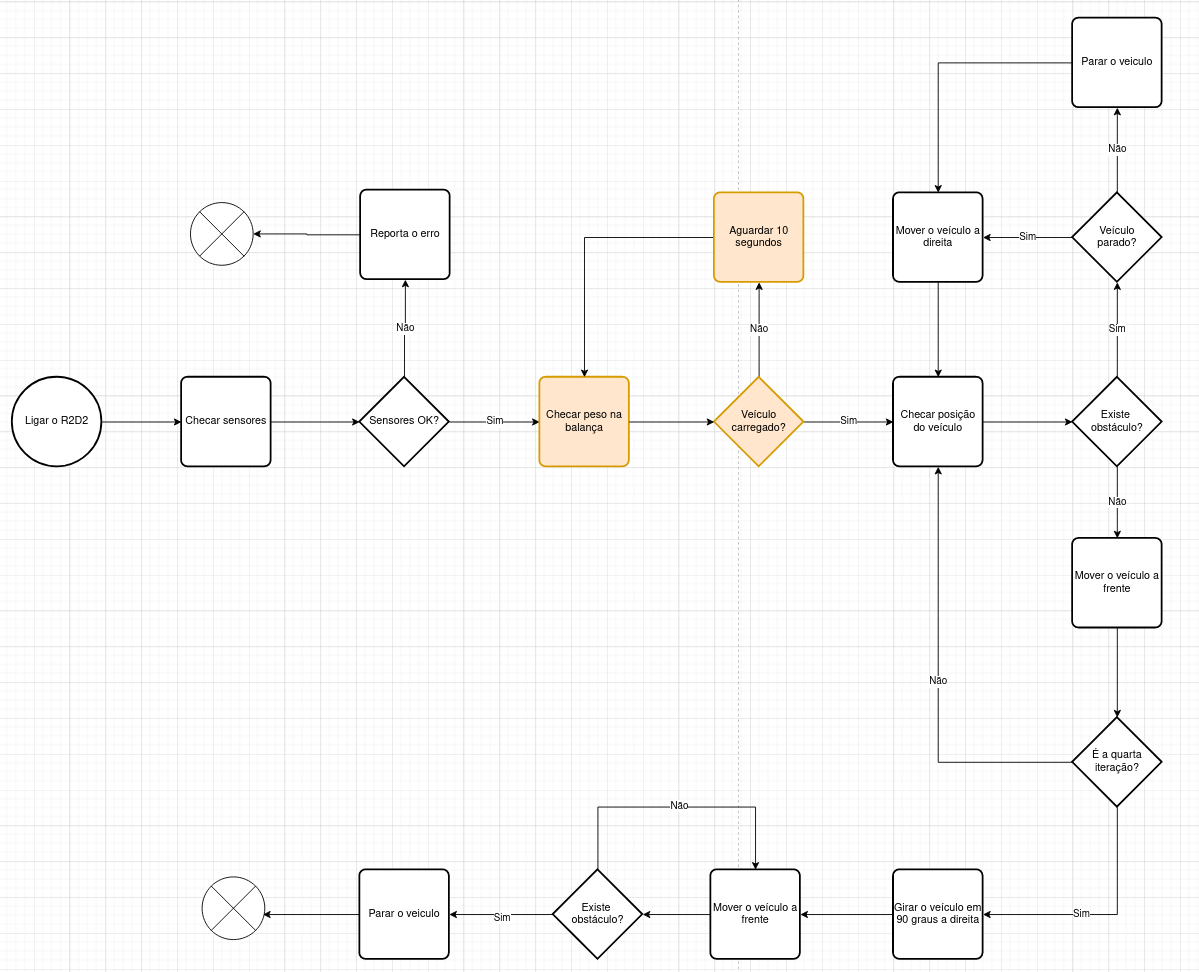 Parar o veiculo
Não
Reporta o erro
Aguardar 10
segundos
Mover o veículo a
direita
Sim
Veículo
parado?
Não
Não
Sim
Ligar o R2D2
Checar sensores
Sensores OK?
Sim
Checar peso na
balança
Veículo
carregado?
Sim
Checar posição
do veículo
Existe
obstáculo?
Não
Mover o veículo a
frente
Não
É a quarta
iteração?
Não
Parar o veiculo
Sim
Existe
obstáculo?
Mover o veículo a
frente
Girar o veículo em
90 graus a direita
Sim